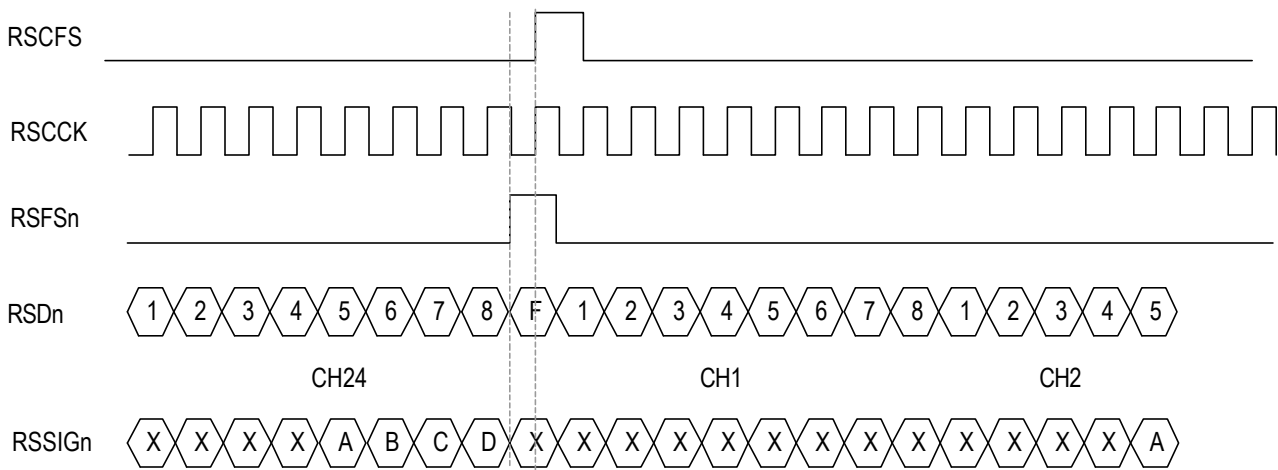 RSCFS
RSCCK
RSFSn
RSDn 1 2 3 4 5 6 7 8 F 1 2 3 4 5 6 7 8 1 2 3 4 5
CH24 CH1 CH2
RSSIGn X X X X A B C D X X X X X X X X X X X X X A